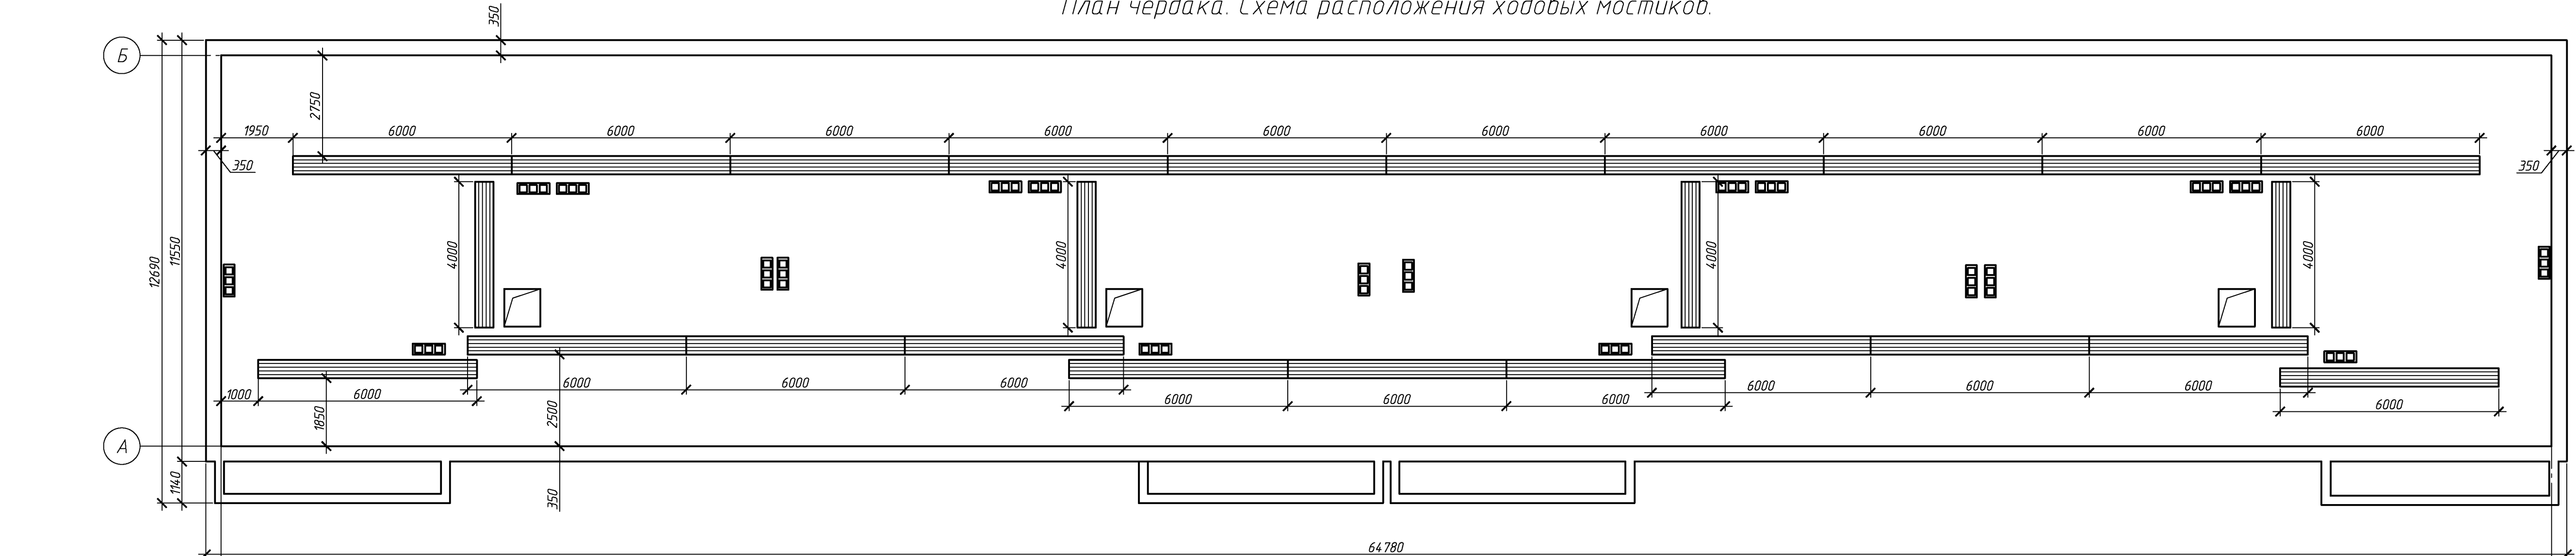 План чердака. Схема расположения ходовых мостиков.
350
Б
2750
1950 6000 6000 6000 6000 6000 6000 6000 6000 6000 6000
350 350
4000 4000 4000 4000
12690
11550
6000 6000 6000 6000 6000 6000
1000 6000 6000 6000 6000 6000
1850
2500
А
1140
350
64780